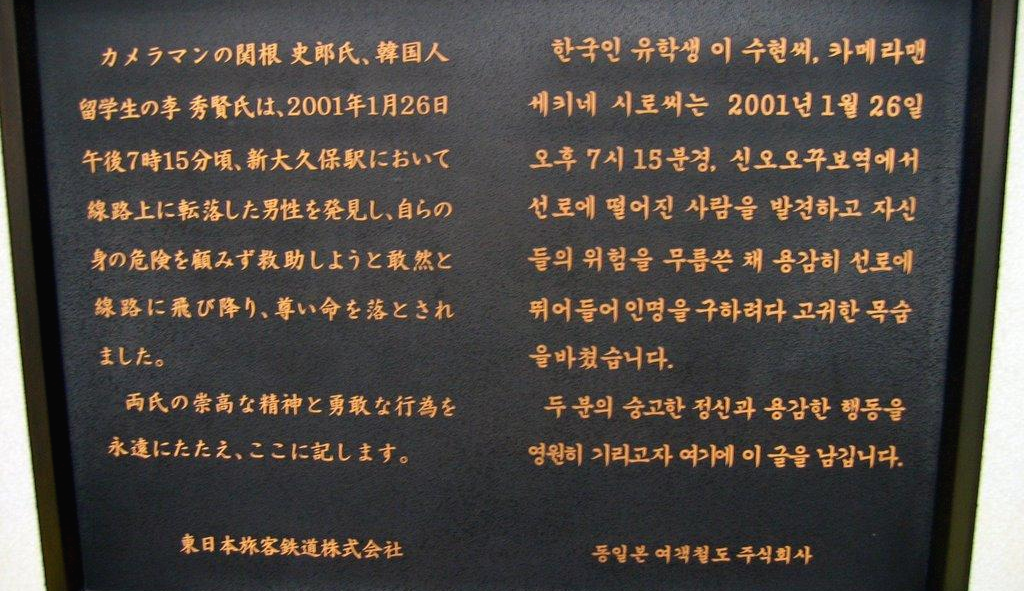 カメラマンの関根 史郎氏、韓国人
留学生の李 秀賢氏は、2001年1月26日
午後7時15分頃、新大久保駅において
線路上に転落した男性を発見し、自らの
身の危険を顧みず救助しようと敢然と
線路に飛び降り、尊い命を落とされ
ました。
両氏の崇高な精神と勇敢な行為を
永遠にたたえ、ここに記します。
東日本旅客鉄道株式会社
한국인 유학생 이 수현씨, 카메라맨
세키네 시로씨는 2001년 1월 26일
오후 7시 15분경, 신오오쿠보역에서
선로에 떨어진 사람을 발견하고 자신
들의 위험을 무릅쓴 채 용감히 선로에
뛰어들어 인명을 구하려다 고귀한 목숨
을바쳤습니다.
두 분의 숭고한 정신과 용감한 행동을
영원히 기리고자 여기에 이 글을 남깁니다.
동일본 여객철도 주식회사